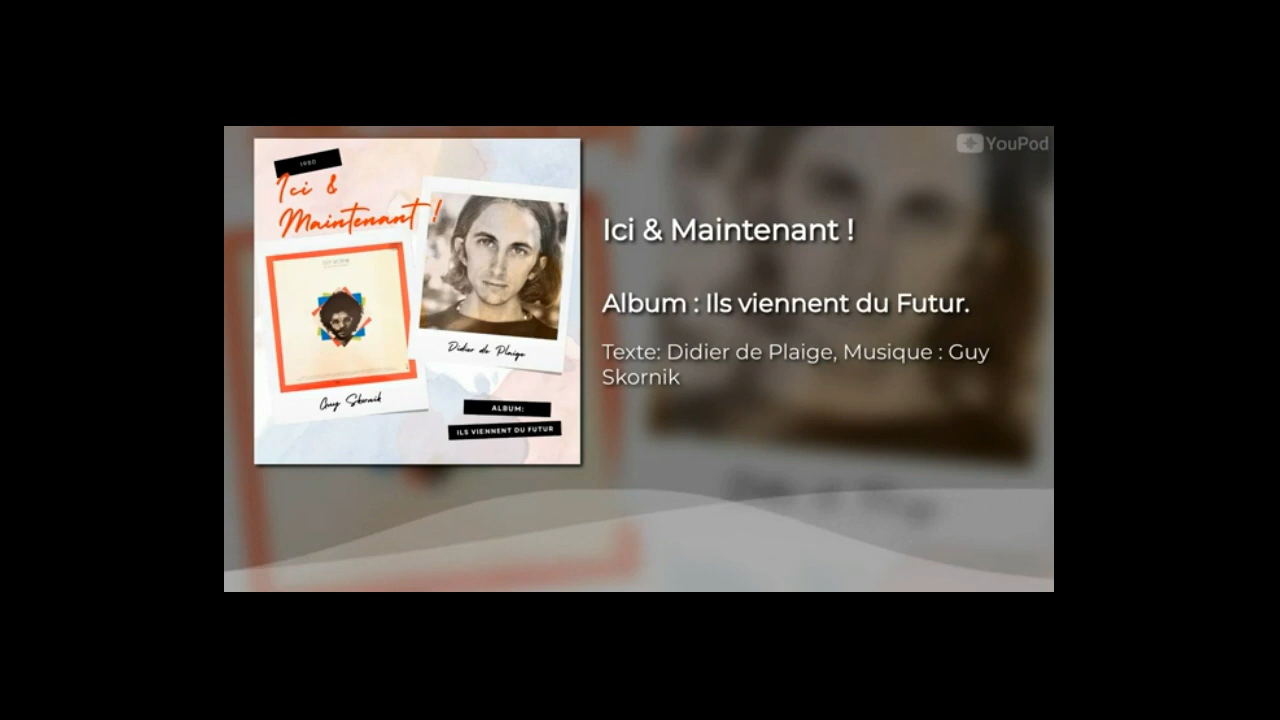 YouPod
1980
Ici &
Maintenant !
Didier de Plaige
Guy Skornik
ALBUM:
ILS VIENNENT DU FUTUR
Ici & Maintenant !
Album : Ils viennent du Futur.
Texte: Didier de Plaige, Musique : Guy
Skornik